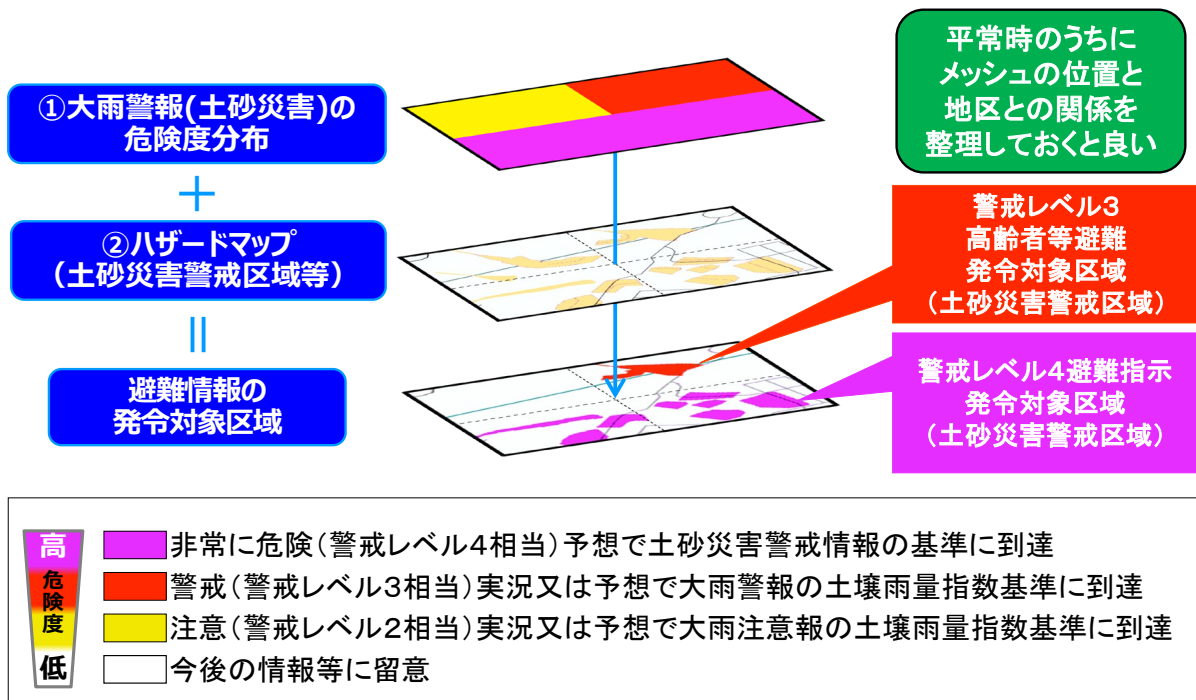 ①大雨警報(土砂災害)の
危険度分布
＋
②ハザードマップ
（土砂災害警戒区域等）
＝
避難情報の
発令対象区域
平常時のうちに
メッシュの位置と
地区との関係を
整理しておくと良い
警戒レベル３
高齢者等避難
発令対象区域
（土砂災害警戒区域）
警戒レベル４避難指示
発令対象区域
（土砂災害警戒区域）
高
危険度
低
非常に危険（警戒レベル４相当）予想で土砂災害警戒情報の基準に到達
警戒（警戒レベル３相当）実況又は予想で大雨警報の土壌雨量指数基準に到達
注意（警戒レベル２相当）実況又は予想で大雨注意報の土壌雨量指数基準に到達
今後の情報等に留意